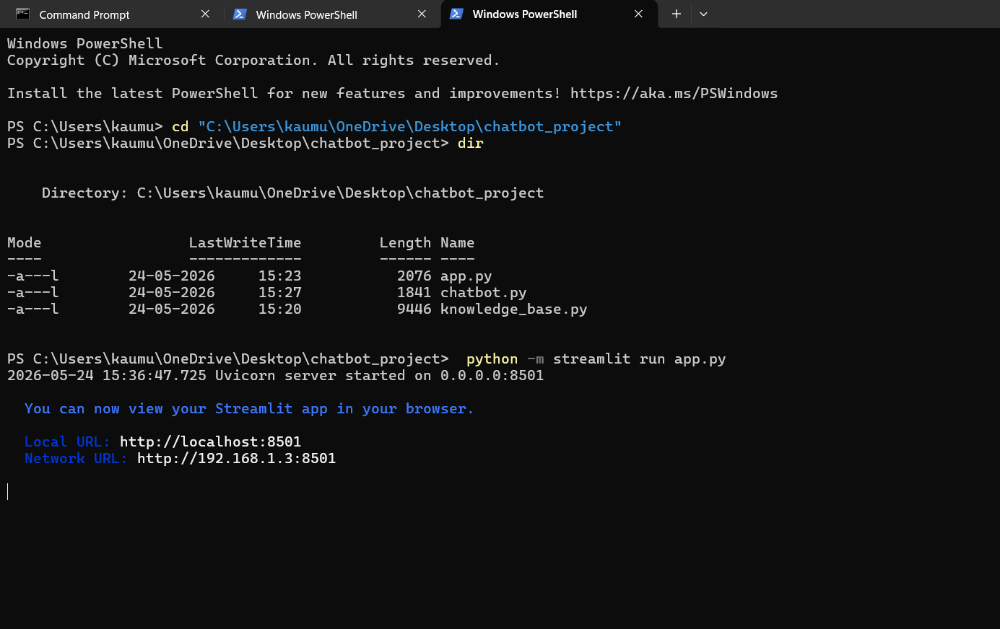 Command Prompt
Windows PowerShell
Windows PowerShell
Windows PowerShell
Copyright (C) Microsoft Corporation. All rights reserved.
Install the latest PowerShell for new features and improvements! https://aka.ms/PSWindows
PS C:\Users\kaumu> cd "C:\Users\kaumu\OneDrive\Desktop\chatbot_project"
PS C:\Users\kaumu\OneDrive\Desktop\chatbot_project> dir
    Directory: C:\Users\kaumu\OneDrive\Desktop\chatbot_project
Mode                 LastWriteTime         Length Name
----                 -------------         ------ ----
-a---l        24-05-2026     15:23           2076 app.py
-a---l        24-05-2026     15:27           1841 chatbot.py
-a---l        24-05-2026     15:20           9446 knowledge_base.py
PS C:\Users\kaumu\OneDrive\Desktop\chatbot_project>  python -m streamlit run app.py
2026-05-24 15:36:47.725 Uvicorn server started on 0.0.0.0:8501
  You can now view your Streamlit app in your browser.
  Local URL: http://localhost:8501
  Network URL: http://192.168.1.3:8501